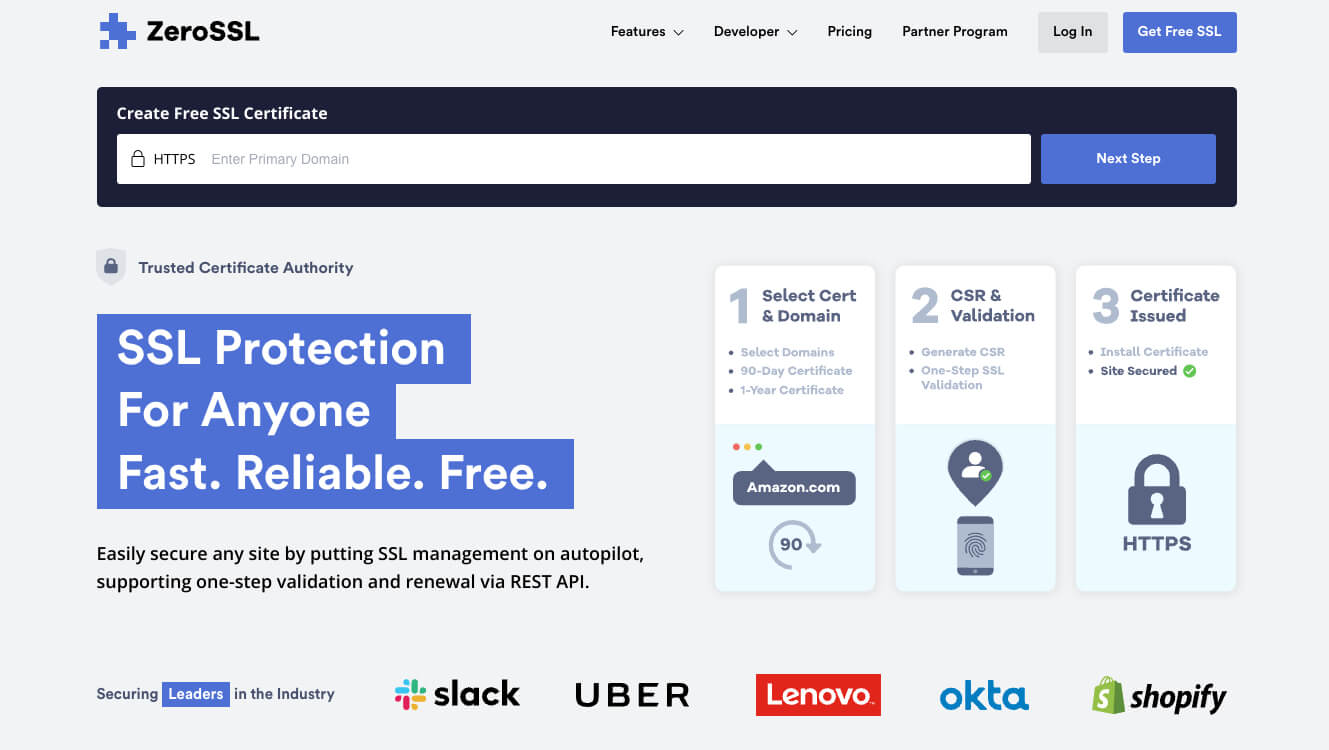 ZeroSSL
Features
Developer
Pricing
Partner Program
Log In
Get Free SSL
Create Free SSL Certificate
HTTPS
Enter Primary Domain
Next Step
Trusted Certificate Authority
SSL Protection
For Anyone
Fast. Reliable. Free.
Easily secure any site by putting SSL management on autopilot,
supporting one-step validation and renewal via REST API.
1 Select Cert
& Domain
• Select Domains
• 90-Day Certificate
• 1-Year Certificate
Amazon.com
90
2 CSR &
Validation
• Generate CSR
• One-Step SSL
Validation
3 Certificate
Issued
• Install Certificate
• Site Secured
HTTPS
Securing Leaders in the Industry
slack
UBER
Lenovo™
okta
shopify